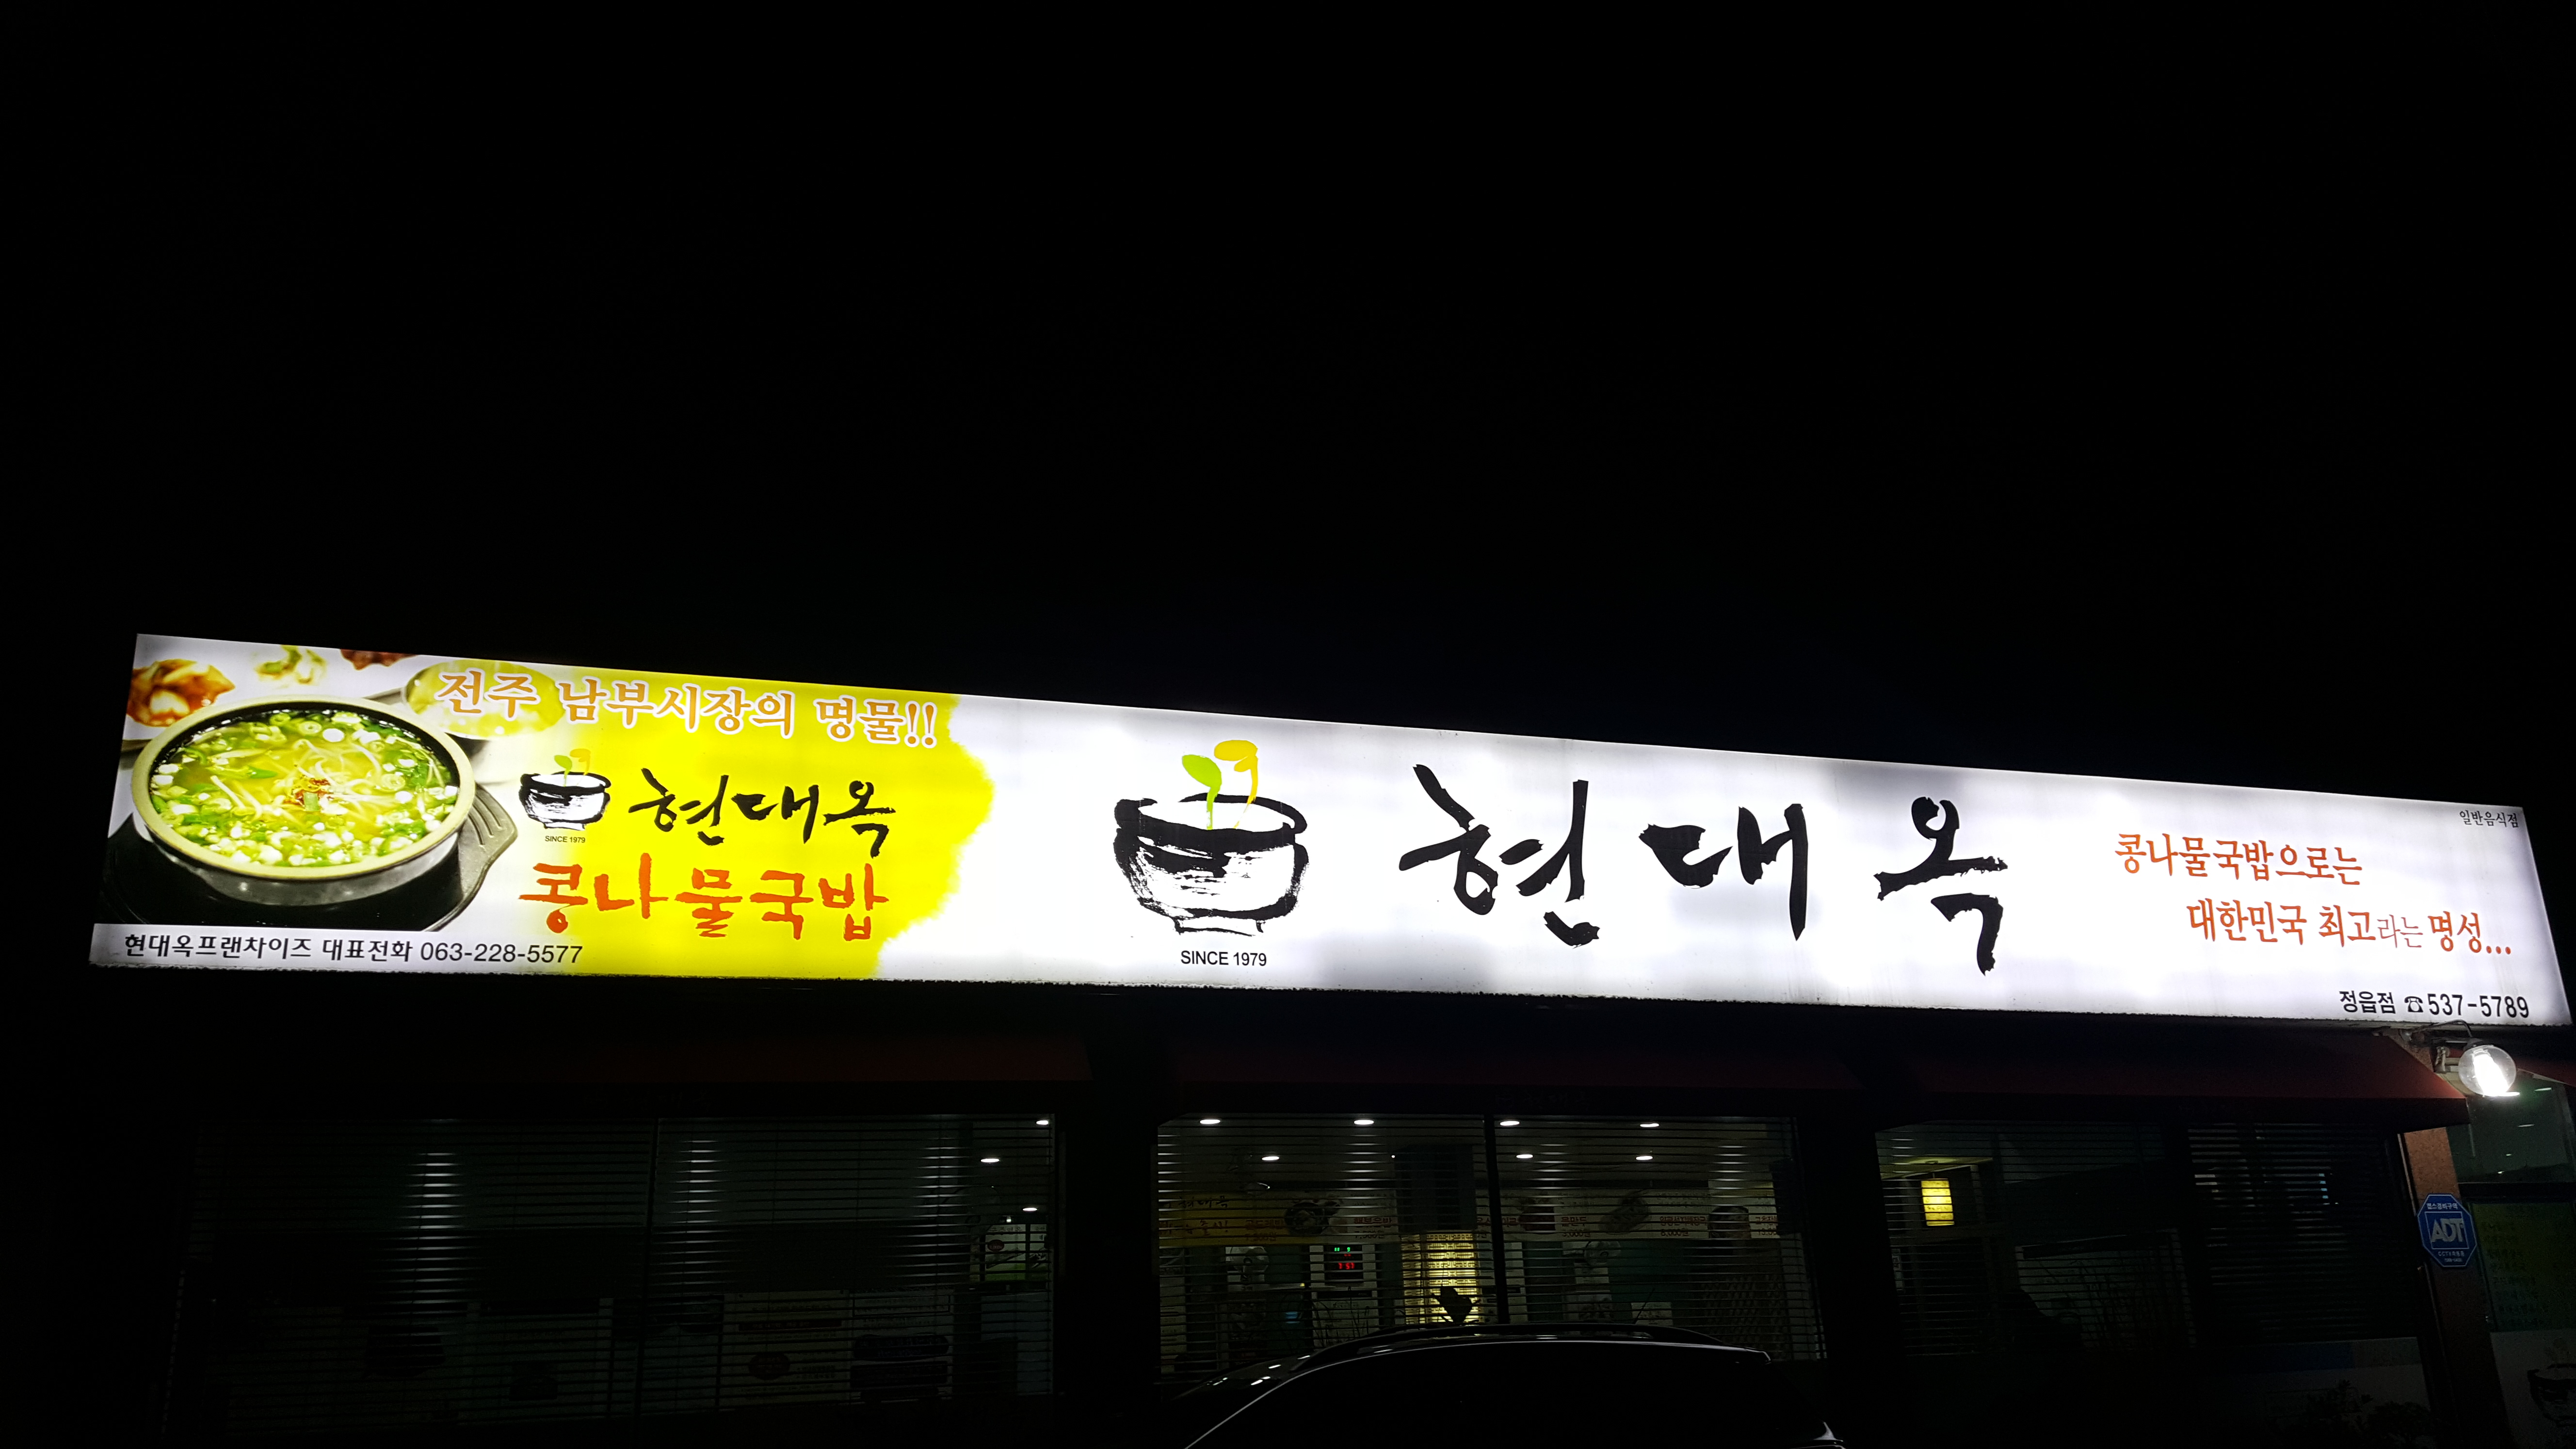 전주 남부시장의 명물!!
현대옥
SINCE 1979
콩나물국밥
현대옥프랜차이즈 대표전화 063-228-5577
현대옥
SINCE 1979
일반음식점
콩나물국밥으로는
대한민국 최고라는 명성...
정읍점 ☎537-5789
ADT